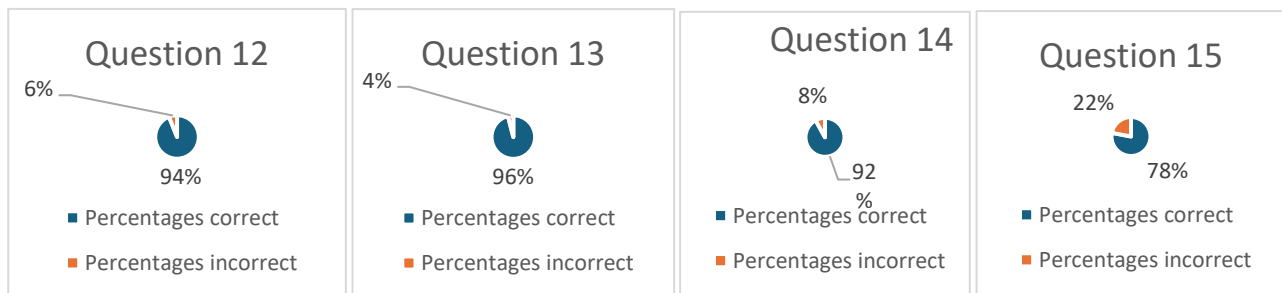 Question 12
6%
94%
Percentages correct
Percentages incorrect
Question 13
4%
96%
Percentages correct
Percentages incorrect
Question 14
8%
92
%
Percentages correct
Percentages incorrect
Question 15
22%
78%
Percentages correct
Percentages incorrect